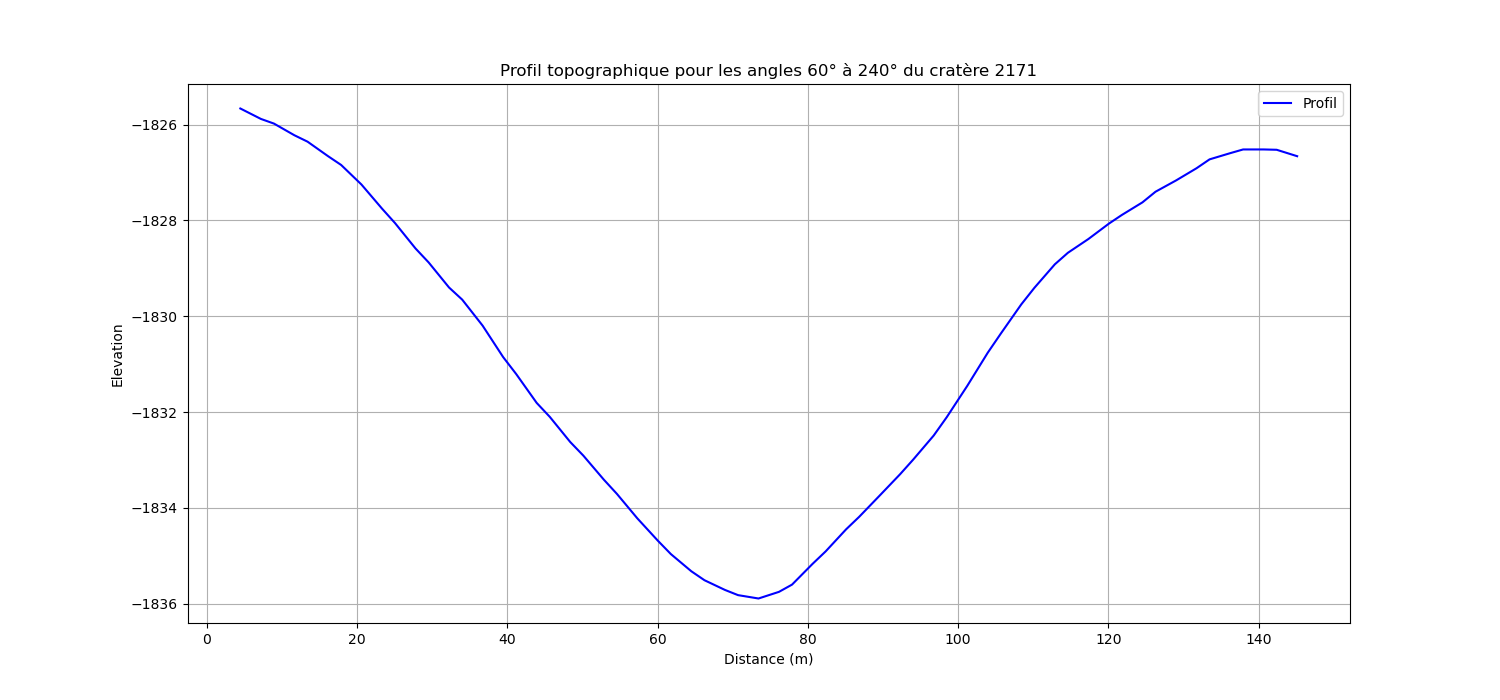 Profil topographique pour les angles 60° à 240° du cratère 2171
Profil
−1826
−1828
−1830
−1832
−1834
−1836
Elevation
0 20 40 60 80 100 120 140
Distance (m)